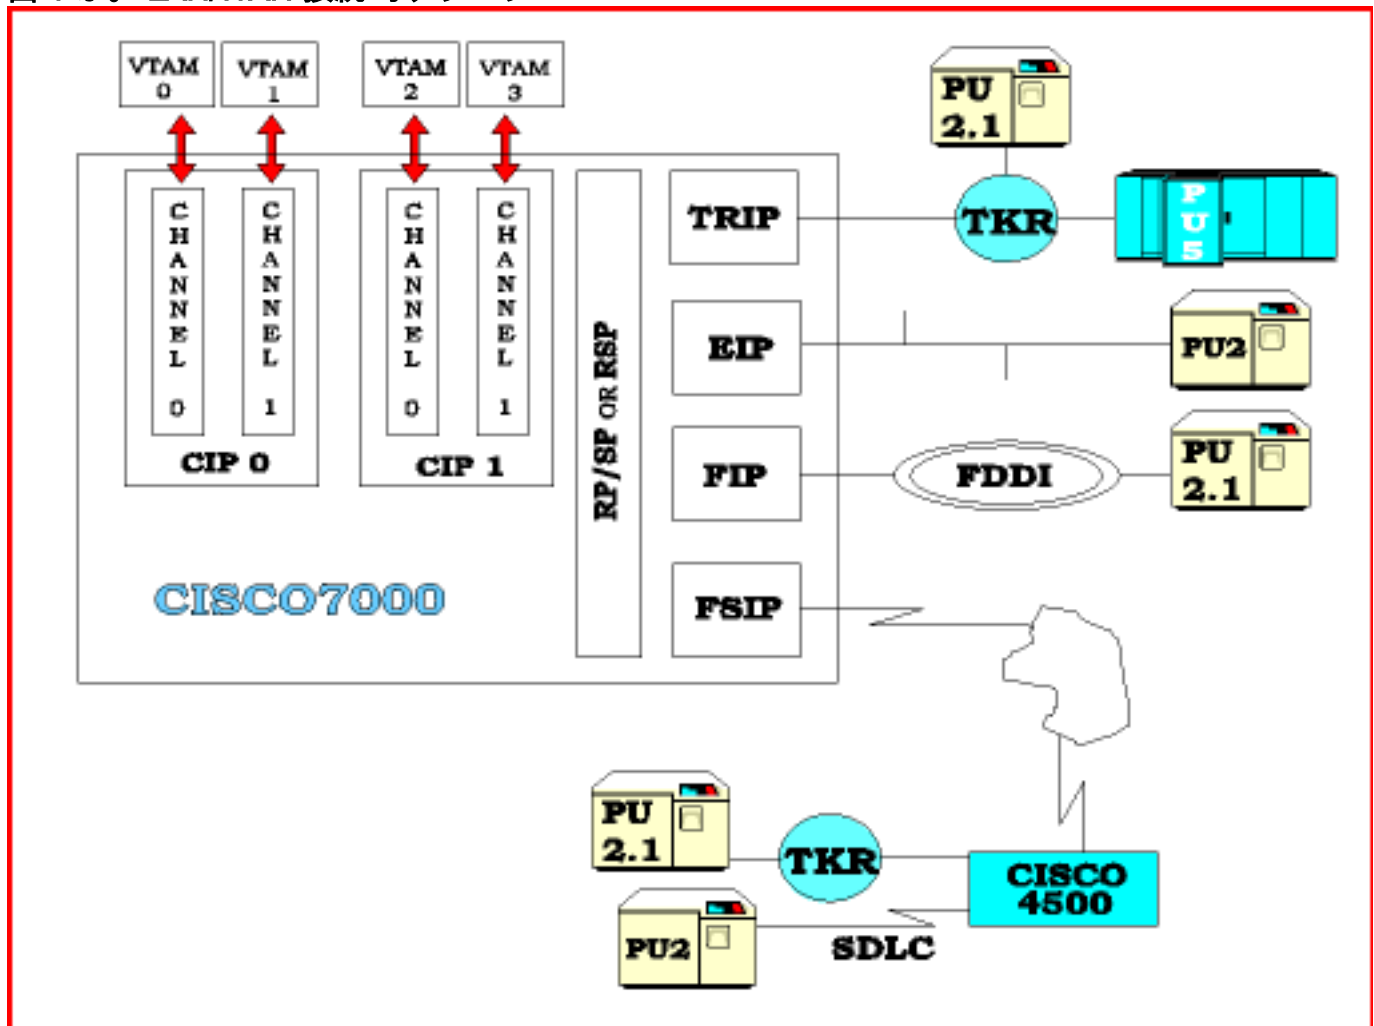 VTAM
0
VTAM
1
VTAM
2
VTAM
3
CHANNEL 0
CHANNEL 1
CHANNEL 0
CHANNEL 1
CIP 0
CIP 1
RP/SP OR RSP
TRIP
EIP
FIP
FSIP
CISCO7000
PU
2.1
TKR
PU5
PU2
FDDI
PU
2.1
PU
2.1
TKR
CISCO
4500
PU2
SDLC